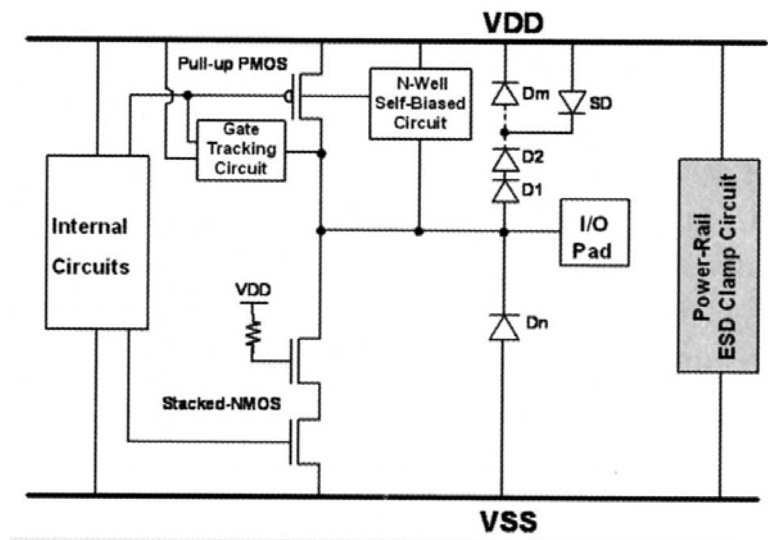 VDD
Pull-up PMOS
N-Well
Self-Biased
Circuit
Dm
SD
Gate
Tracking
Circuit
D2
D1
Internal
Circuits
I/O
Pad
Power-Rail
ESD Clamp Circuit
VDD
Dn
Stacked-NMOS
VSS